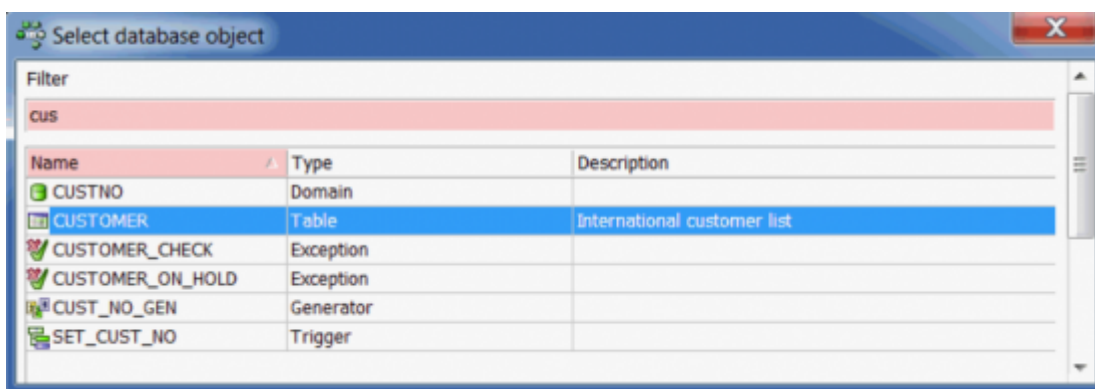 Select database object
Filter
cus
Name Type Description
CUSTNO Domain
CUSTOMER Table International customer list
CUSTOMER_CHECK Exception
CUSTOMER_ON_HOLD Exception
CUST_NO_GEN Generator
SET_CUST_NO Trigger